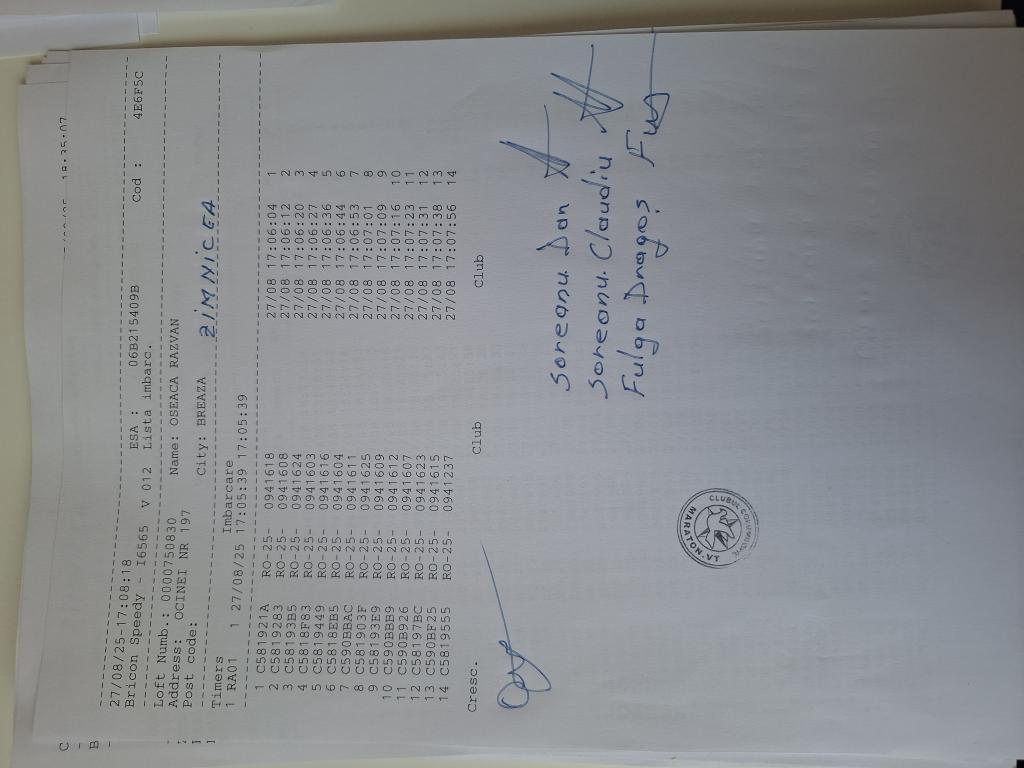 18:35:07
C
B
27/08/25-17:08:18
Bricon Speedy - I6565 V 012 ESA : 06B215409B Cod : 4E6F5C
Lista imbarc.
Loft Numb.: 0000750830 Name: OSEACA RAZVAN
Address: OCINEI NR 197
Post code: City: BREAZA ZIMNICEA
Timers Imbarcare
1 RA01 1 27/08/25 17:05:39 17:05:39
1 C581921A RO-25- 0941618 27/08 17:06:04 1
2 C5819283 RO-25- 0941608 27/08 17:06:12 2
3 C58193B5 RO-25- 0941624 27/08 17:06:20 3
4 C5818F83 RO-25- 0941603 27/08 17:06:27 4
5 C5819449 RO-25- 0941616 27/08 17:06:36 5
6 C5818EB5 RO-25- 0941604 27/08 17:06:44 6
7 C590BBAC RO-25- 0941611 27/08 17:06:53 7
8 C581903F RO-25- 0941625 27/08 17:07:01 8
9 C58193E9 RO-25- 0941609 27/08 17:07:09 9
10 C590BBB9 RO-25- 0941612 27/08 17:07:16 10
11 C590B926 RO-25- 0941607 27/08 17:07:23 11
12 C58197BC RO-25- 0941623 27/08 17:07:31 12
13 C590BF25 RO-25- 0941615 27/08 17:07:38 13
14 C5819555 RO-25- 0941237 27/08 17:07:56 14
Cresc. Club Club
Soreanu Dan
Soreanu Claudiu
Fulga Dragos
CLUBUL COLUMBOFIL
MARATON-VT